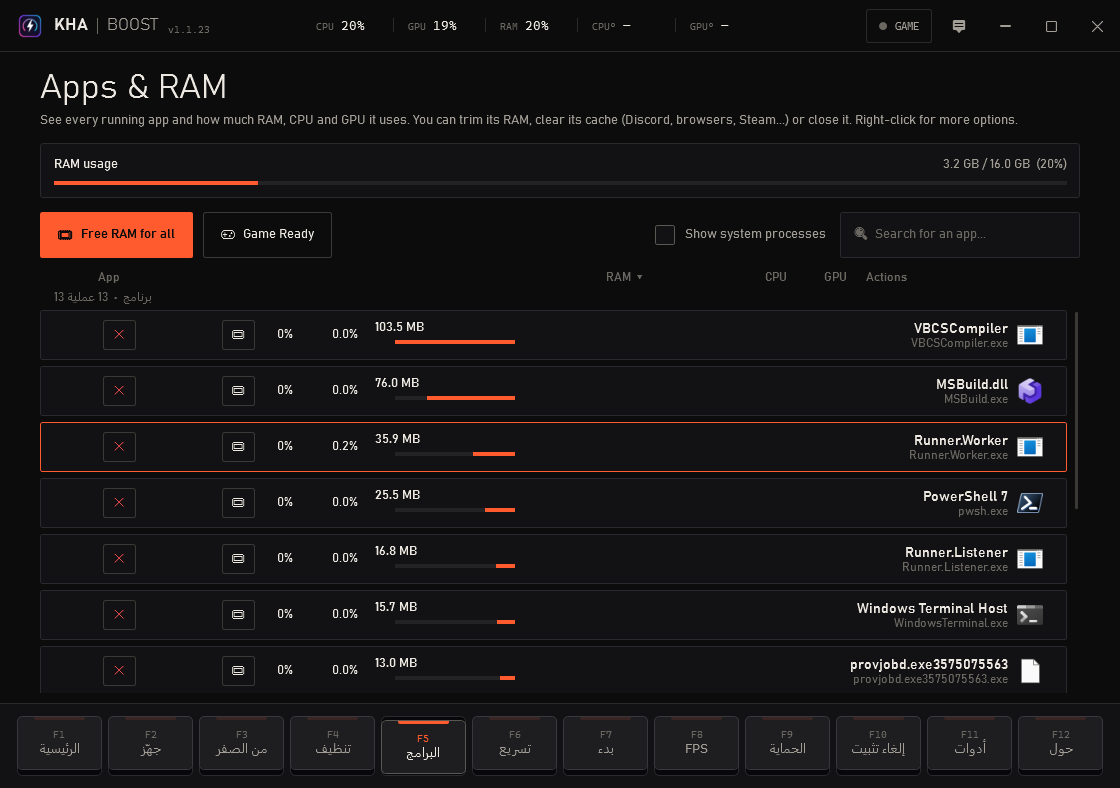 KHA | BOOST v1.1.23
CPU 20% GPU 19% RAM 20% CPU° — GPU° —
GAME
Apps & RAM
See every running app and how much RAM, CPU and GPU it uses. You can trim its RAM, clear its cache (Discord, browsers, Steam...) or close it. Right-click for more options.
RAM usage 3.2 GB / 16.0 GB (20%)
Free RAM for all Game Ready Show system processes Search for an app...
App RAM CPU GPU Actions
13 برنامج • 13 عملية
0% 0.0% 103.5 MB VBCSCompiler
VBCSCompiler.exe
0% 0.0% 76.0 MB MSBuild.dll
MSBuild.exe
0% 0.2% 35.9 MB Runner.Worker
Runner.Worker.exe
0% 0.0% 25.5 MB PowerShell 7
pwsh.exe
0% 0.0% 16.8 MB Runner.Listener
Runner.Listener.exe
0% 0.0% 15.7 MB Windows Terminal Host
WindowsTerminal.exe
0% 0.0% 13.0 MB provjobd.exe3575075563
provjobd.exe3575075563.exe
F1 F2 F3 F4 F5 F6 F7 F8 F9 F10 F11 F12
الرئيسية جهّز من الصفر تنظيف البرامج تسريع بدء FPS الحماية إلغاء تثبيت أدوات حول